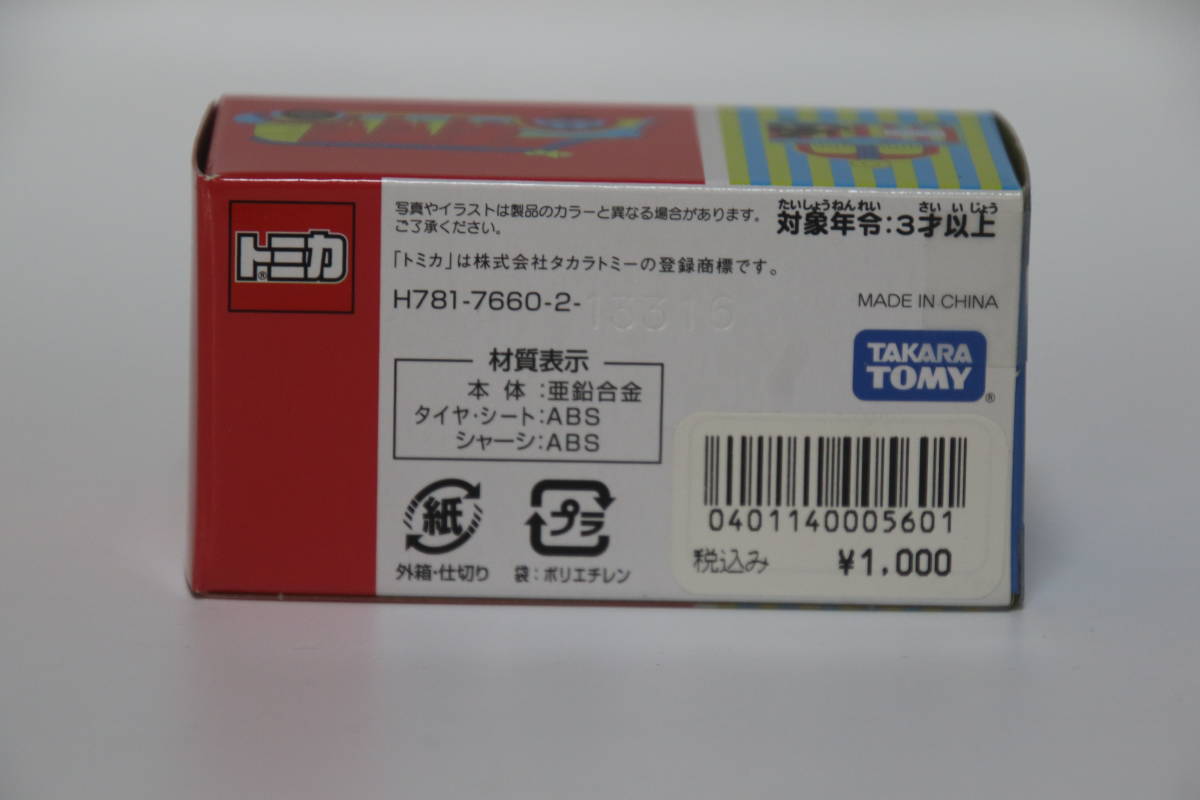 トミカ
®
写真やイラストは製品のカラーと異なる場合があります。
ご了承ください。
たいしょうねんれい さい いじょう
対象年令:3才以上
「トミカ」は株式会社タカラトミーの登録商標です。
H781-7660-2-
13316
MADE IN CHINA
TAKARA
TOMY
®
材質表示
本体:亜鉛合金
タイヤ・シート:ABS
シャーシ:ABS
紙
外箱・仕切り
プラ
袋:ポリエチレン
0401140005601
税込み ¥1,000